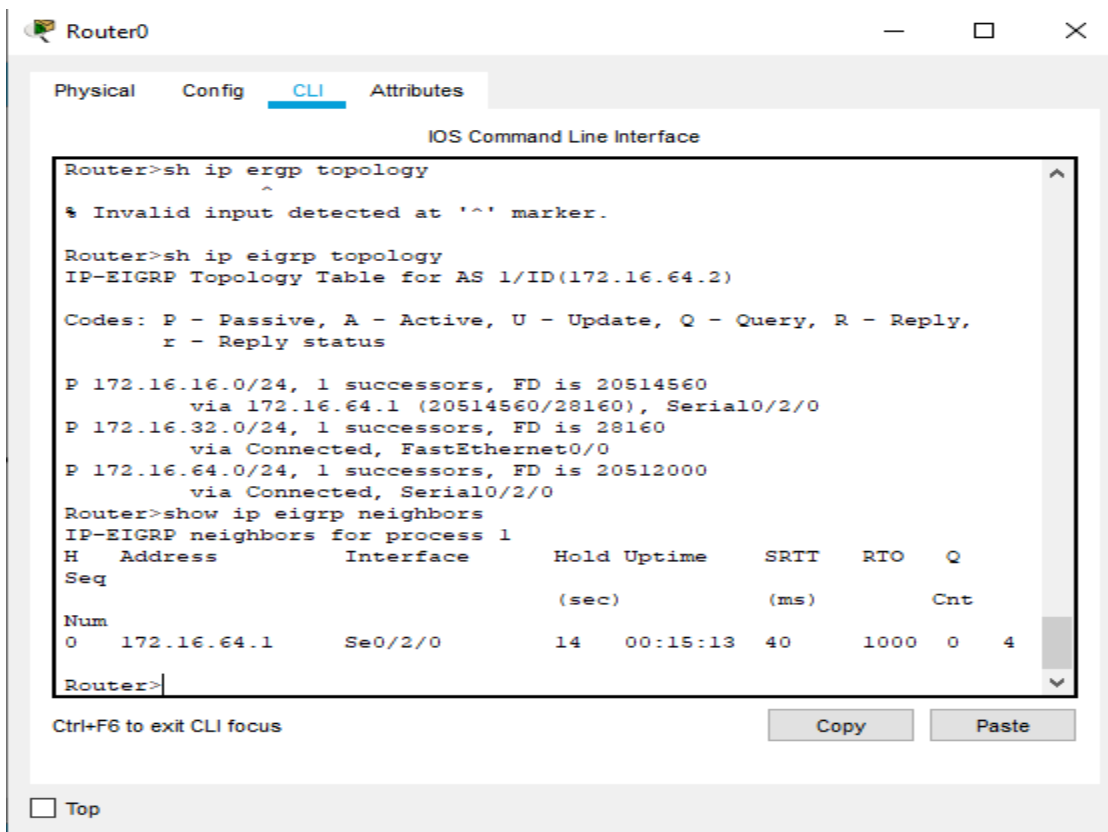 Router0
Physical Config CLI Attributes
IOS Command Line Interface
Router>sh ip ergp topology
^
% Invalid input detected at '^' marker.
Router>sh ip eigrp topology
IP-EIGRP Topology Table for AS 1/ID(172.16.64.2)
Codes: P - Passive, A - Active, U - Update, Q - Query, R - Reply,
r - Reply status
P 172.16.16.0/24, 1 successors, FD is 20514560
via 172.16.64.1 (20514560/28160), Serial0/2/0
P 172.16.32.0/24, 1 successors, FD is 28160
via Connected, FastEthernet0/0
P 172.16.64.0/24, 1 successors, FD is 20512000
via Connected, Serial0/2/0
Router>show ip eigrp neighbors
IP-EIGRP neighbors for process 1
H Address Interface Hold Uptime SRTT RTO Q
Seq
(sec) (ms) Cnt
Num
0 172.16.64.1 Se0/2/0 14 00:15:13 40 1000 0 4
Router>
Ctrl+F6 to exit CLI focus Copy Paste
Top